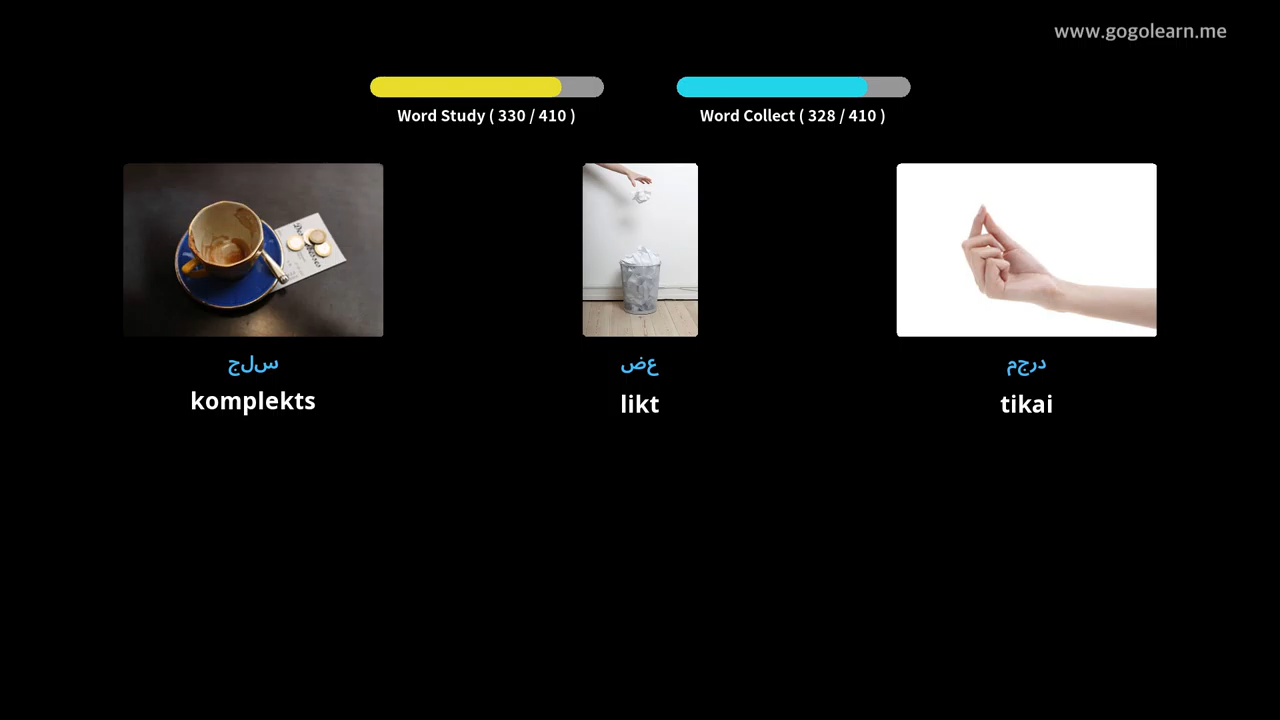 www.gogolearn.me
Word Study ( 330 / 410 )
Word Collect ( 328 / 410 )
سلج
komplekts
عض
likt
درجم
tikai